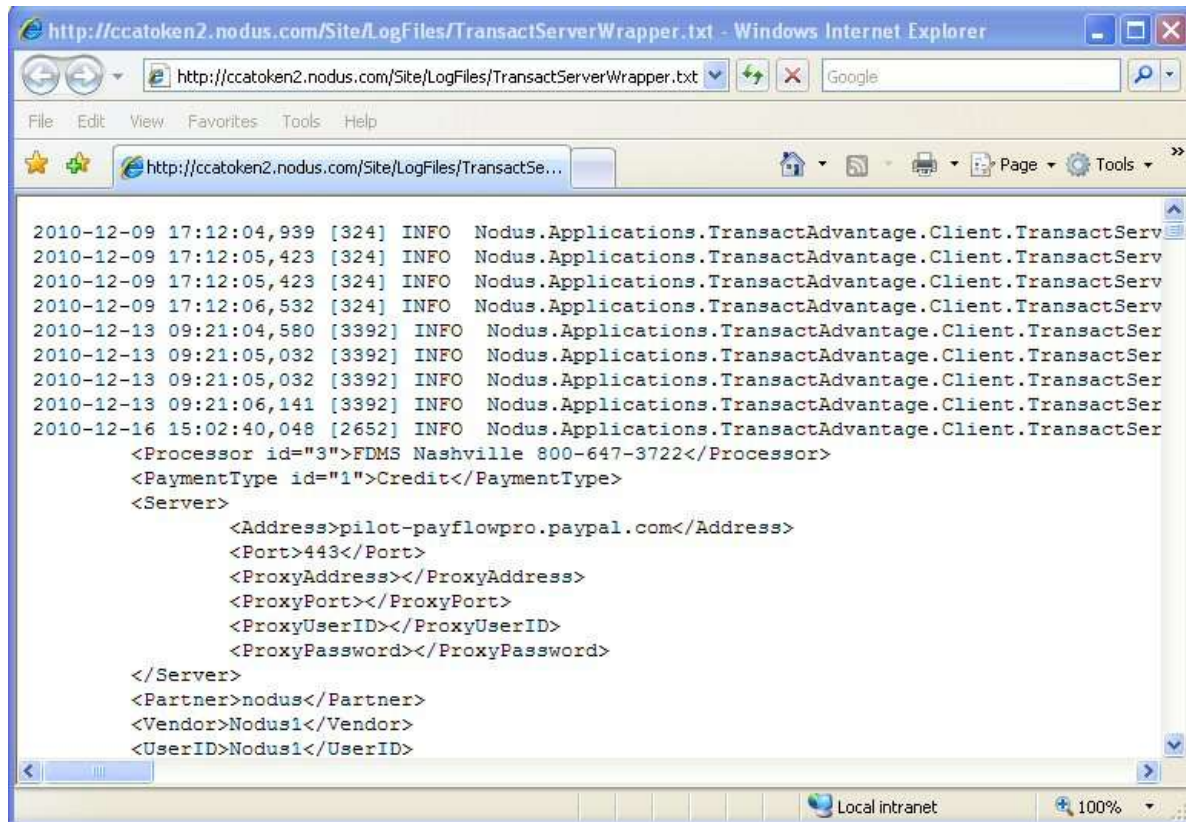 http://ccatoken2.nodus.com/Site/LogFiles/TransactServerWrapper.txt - Windows Internet Explorer
http://ccatoken2.nodus.com/Site/LogFiles/TransactServerWrapper.txt Google
File Edit View Favorites Tools Help
http://ccatoken2.nodus.com/Site/LogFiles/TransactSe... Page Tools »
2010-12-09 17:12:04,939 [324] INFO Nodus.Applications.TransactAdvantage.Client.TransactServ
2010-12-09 17:12:05,423 [324] INFO Nodus.Applications.TransactAdvantage.Client.TransactServ
2010-12-09 17:12:05,423 [324] INFO Nodus.Applications.TransactAdvantage.Client.TransactServ
2010-12-09 17:12:06,532 [324] INFO Nodus.Applications.TransactAdvantage.Client.TransactServ
2010-12-13 09:21:04,580 [3392] INFO Nodus.Applications.TransactAdvantage.Client.TransactSer
2010-12-13 09:21:05,032 [3392] INFO Nodus.Applications.TransactAdvantage.Client.TransactSer
2010-12-13 09:21:05,032 [3392] INFO Nodus.Applications.TransactAdvantage.Client.TransactSer
2010-12-13 09:21:06,141 [3392] INFO Nodus.Applications.TransactAdvantage.Client.TransactSer
2010-12-16 15:02:40,048 [2652] INFO Nodus.Applications.TransactAdvantage.Client.TransactSer
<Processor id="3">FDMS Nashville 800-647-3722</Processor>
<PaymentType id="1">Credit</PaymentType>
<Server>
<Address>pilot-payflowpro.paypal.com</Address>
<Port>443</Port>
<ProxyAddress></ProxyAddress>
<ProxyPort></ProxyPort>
<ProxyUserID></ProxyUserID>
<ProxyPassword></ProxyPassword>
</Server>
<Partner>nodus</Partner>
<Vendor>Nodus1</Vendor>
<UserID>Nodus1</UserID>
Local intranet 100%